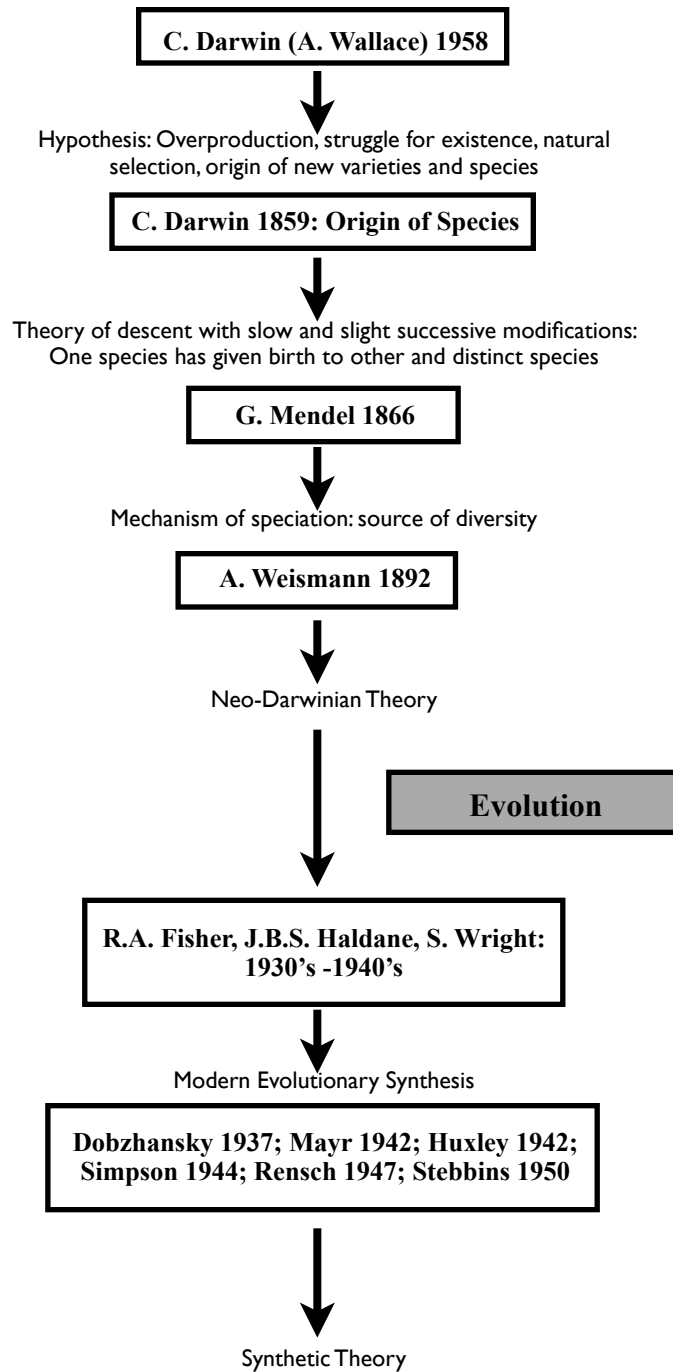 C. Darwin (A. Wallace) 1958
Hypothesis: Overproduction, struggle for existence, natural
selection, origin of new varieties and species
C. Darwin 1859: Origin of Species
Theory of descent with slow and slight successive modifications:
One species has given birth to other and distinct species
G. Mendel 1866
Mechanism of speciation: source of diversity
A. Weismann 1892
Neo-Darwinian Theory
Evolution
R.A. Fisher, J.B.S. Haldane, S. Wright:
1930’s -1940’s
Modern Evolutionary Synthesis
Dobzhansky 1937; Mayr 1942; Huxley 1942;
Simpson 1944; Rensch 1947; Stebbins 1950
Synthetic Theory